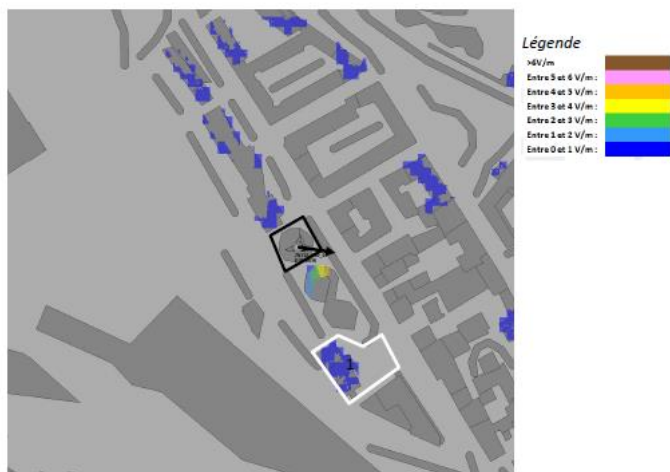 Légende
>6V/m
Entre 5 et 6 V/m :
Entre 4 et 5 V/m :
Entre 3 et 4 V/m :
Entre 2 et 3 V/m :
Entre 1 et 2 V/m :
Entre 0 et 1 V/m :
1